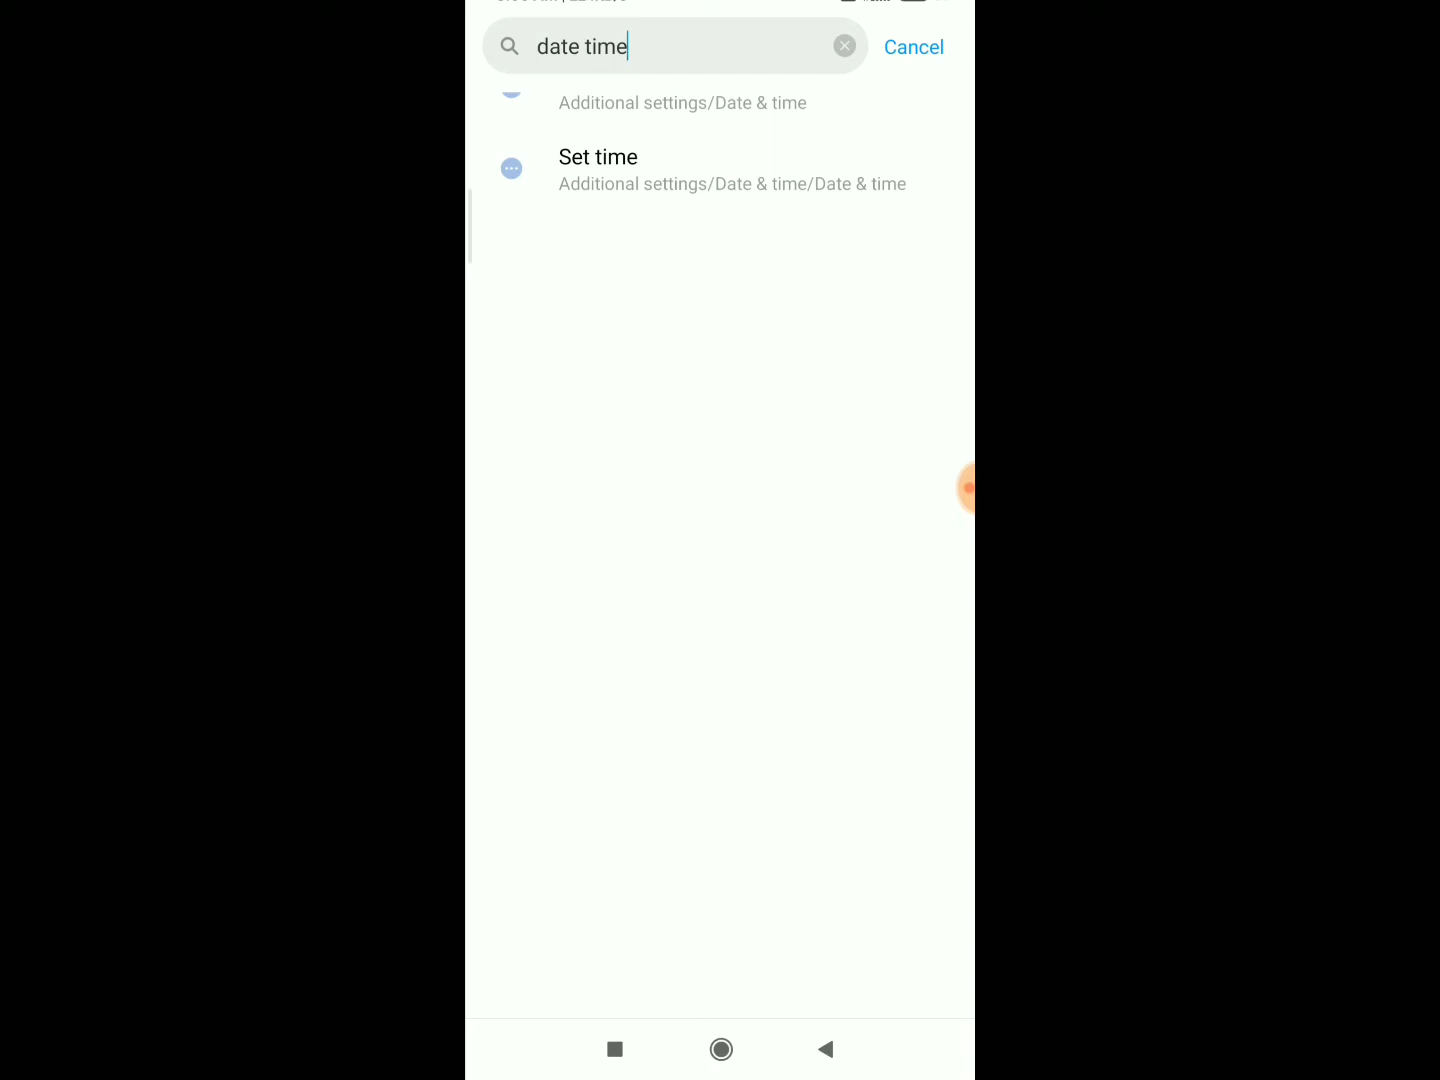 date time
Cancel
Additional settings/Date & time
Set time
Additional settings/Date & time/Date & time